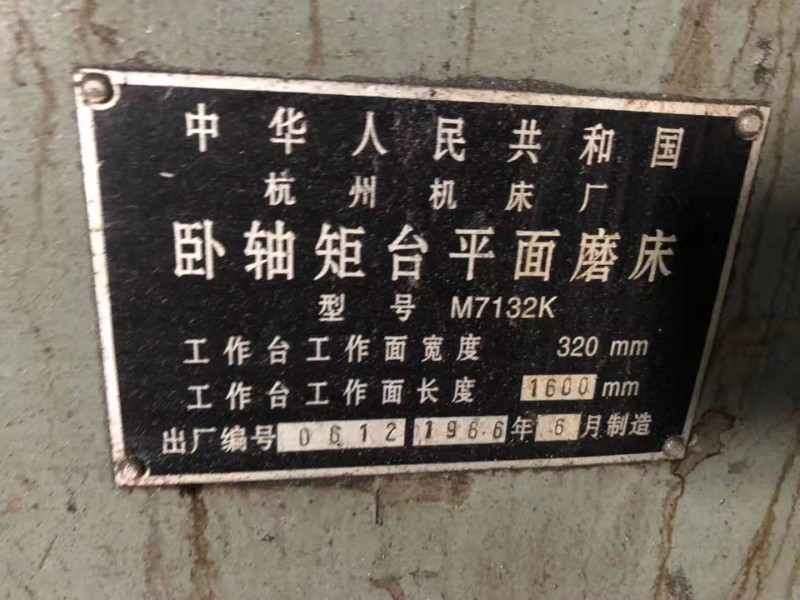 中华人民共和国
杭州机床厂
卧轴矩台平面磨床
型号 M7132K
工作台工作面宽度 320 mm
工作台工作面长度 1600 mm
出厂编号 0612 1986年6月制造